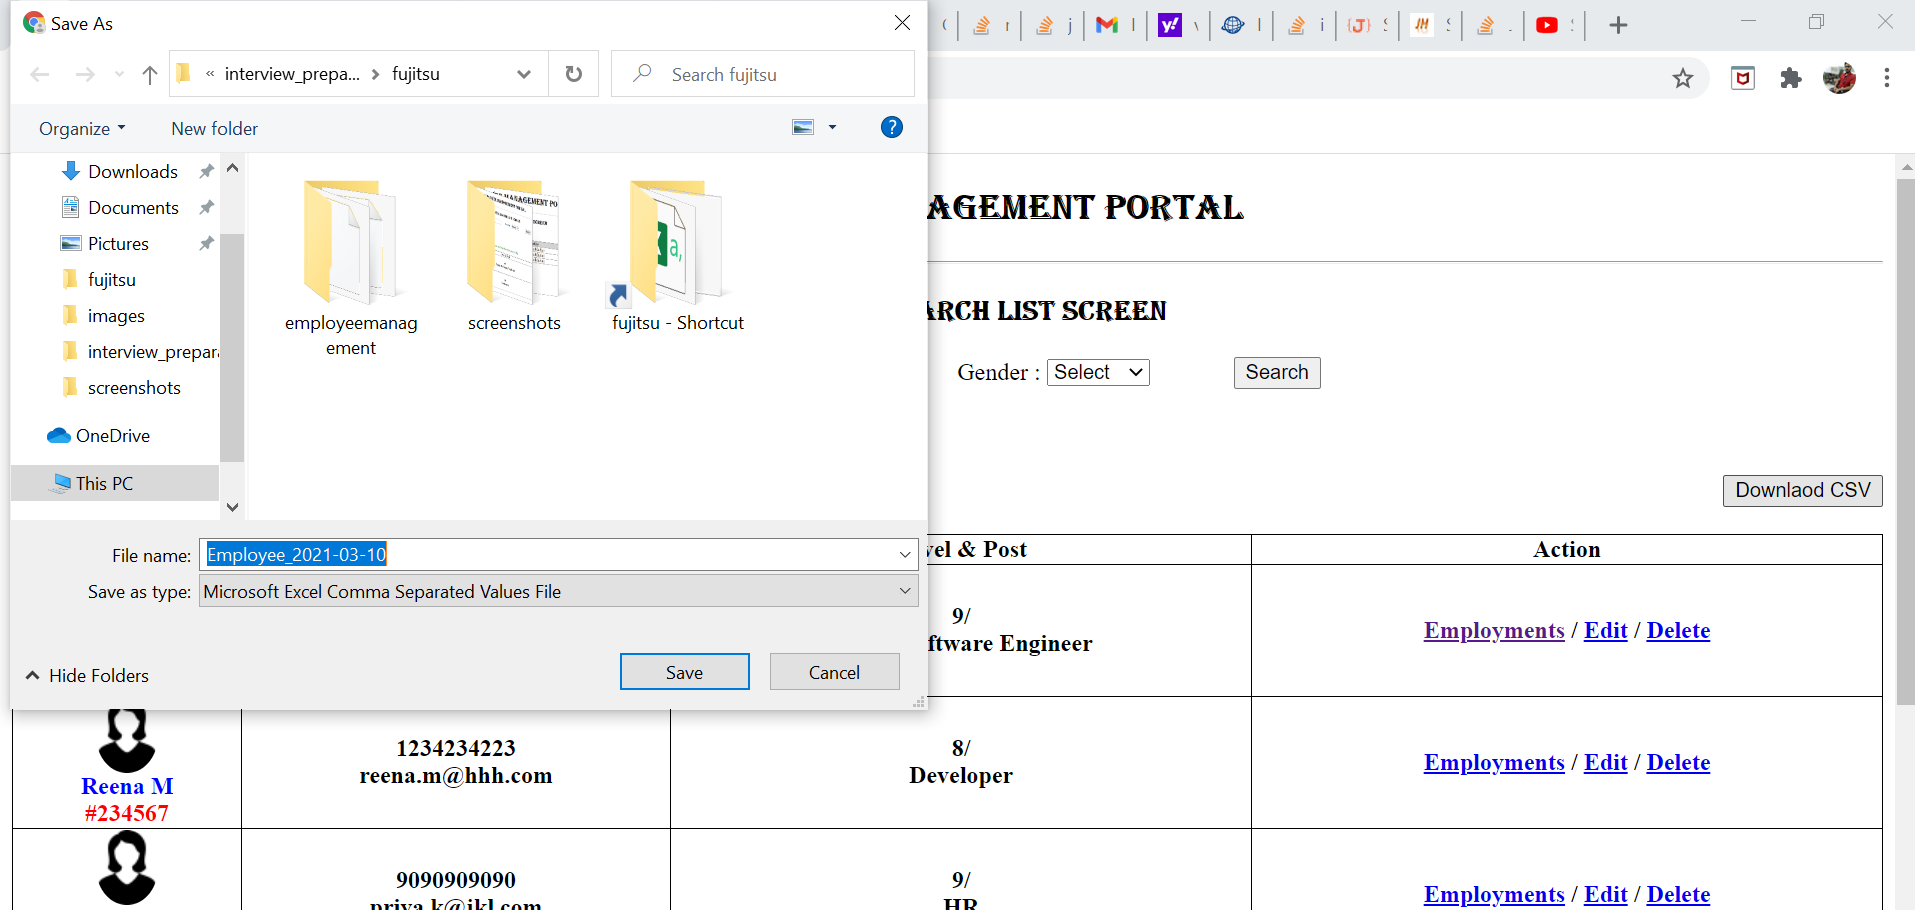 Save As
« interview_prepa... > fujitsu
Search fujitsu
Organize
New folder
Downloads
Documents
Pictures
fujitsu
images
interview_prepara
screenshots
OneDrive
This PC
employeemanag
ement
screenshots
fujitsu - Shortcut
File name: Employee_2021-03-10
Save as type: Microsoft Excel Comma Separated Values File
Hide Folders
Save
Cancel
AGEMENT PORTAL
ARCH LIST SCREEN
Gender : Select
Search
Downlaod CSV
vel & Post
Action
9/
ftware Engineer
Employments / Edit / Delete
Reena M
#234567
1234234223
reena.m@hhh.com
8/
Developer
Employments / Edit / Delete
9090909090
priya.k@jkl.com
9/
HR
Employments / Edit / Delete